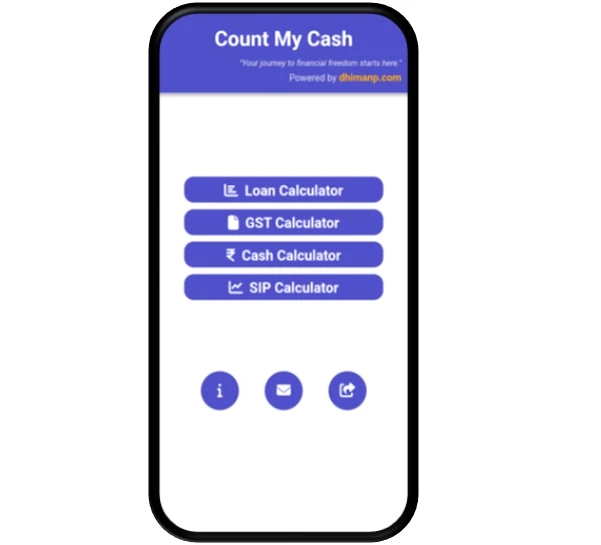 Count My Cash
"Your journey to financial freedom starts here."
Powered by dhimanp.com
Loan Calculator
GST Calculator
₹ Cash Calculator
SIP Calculator